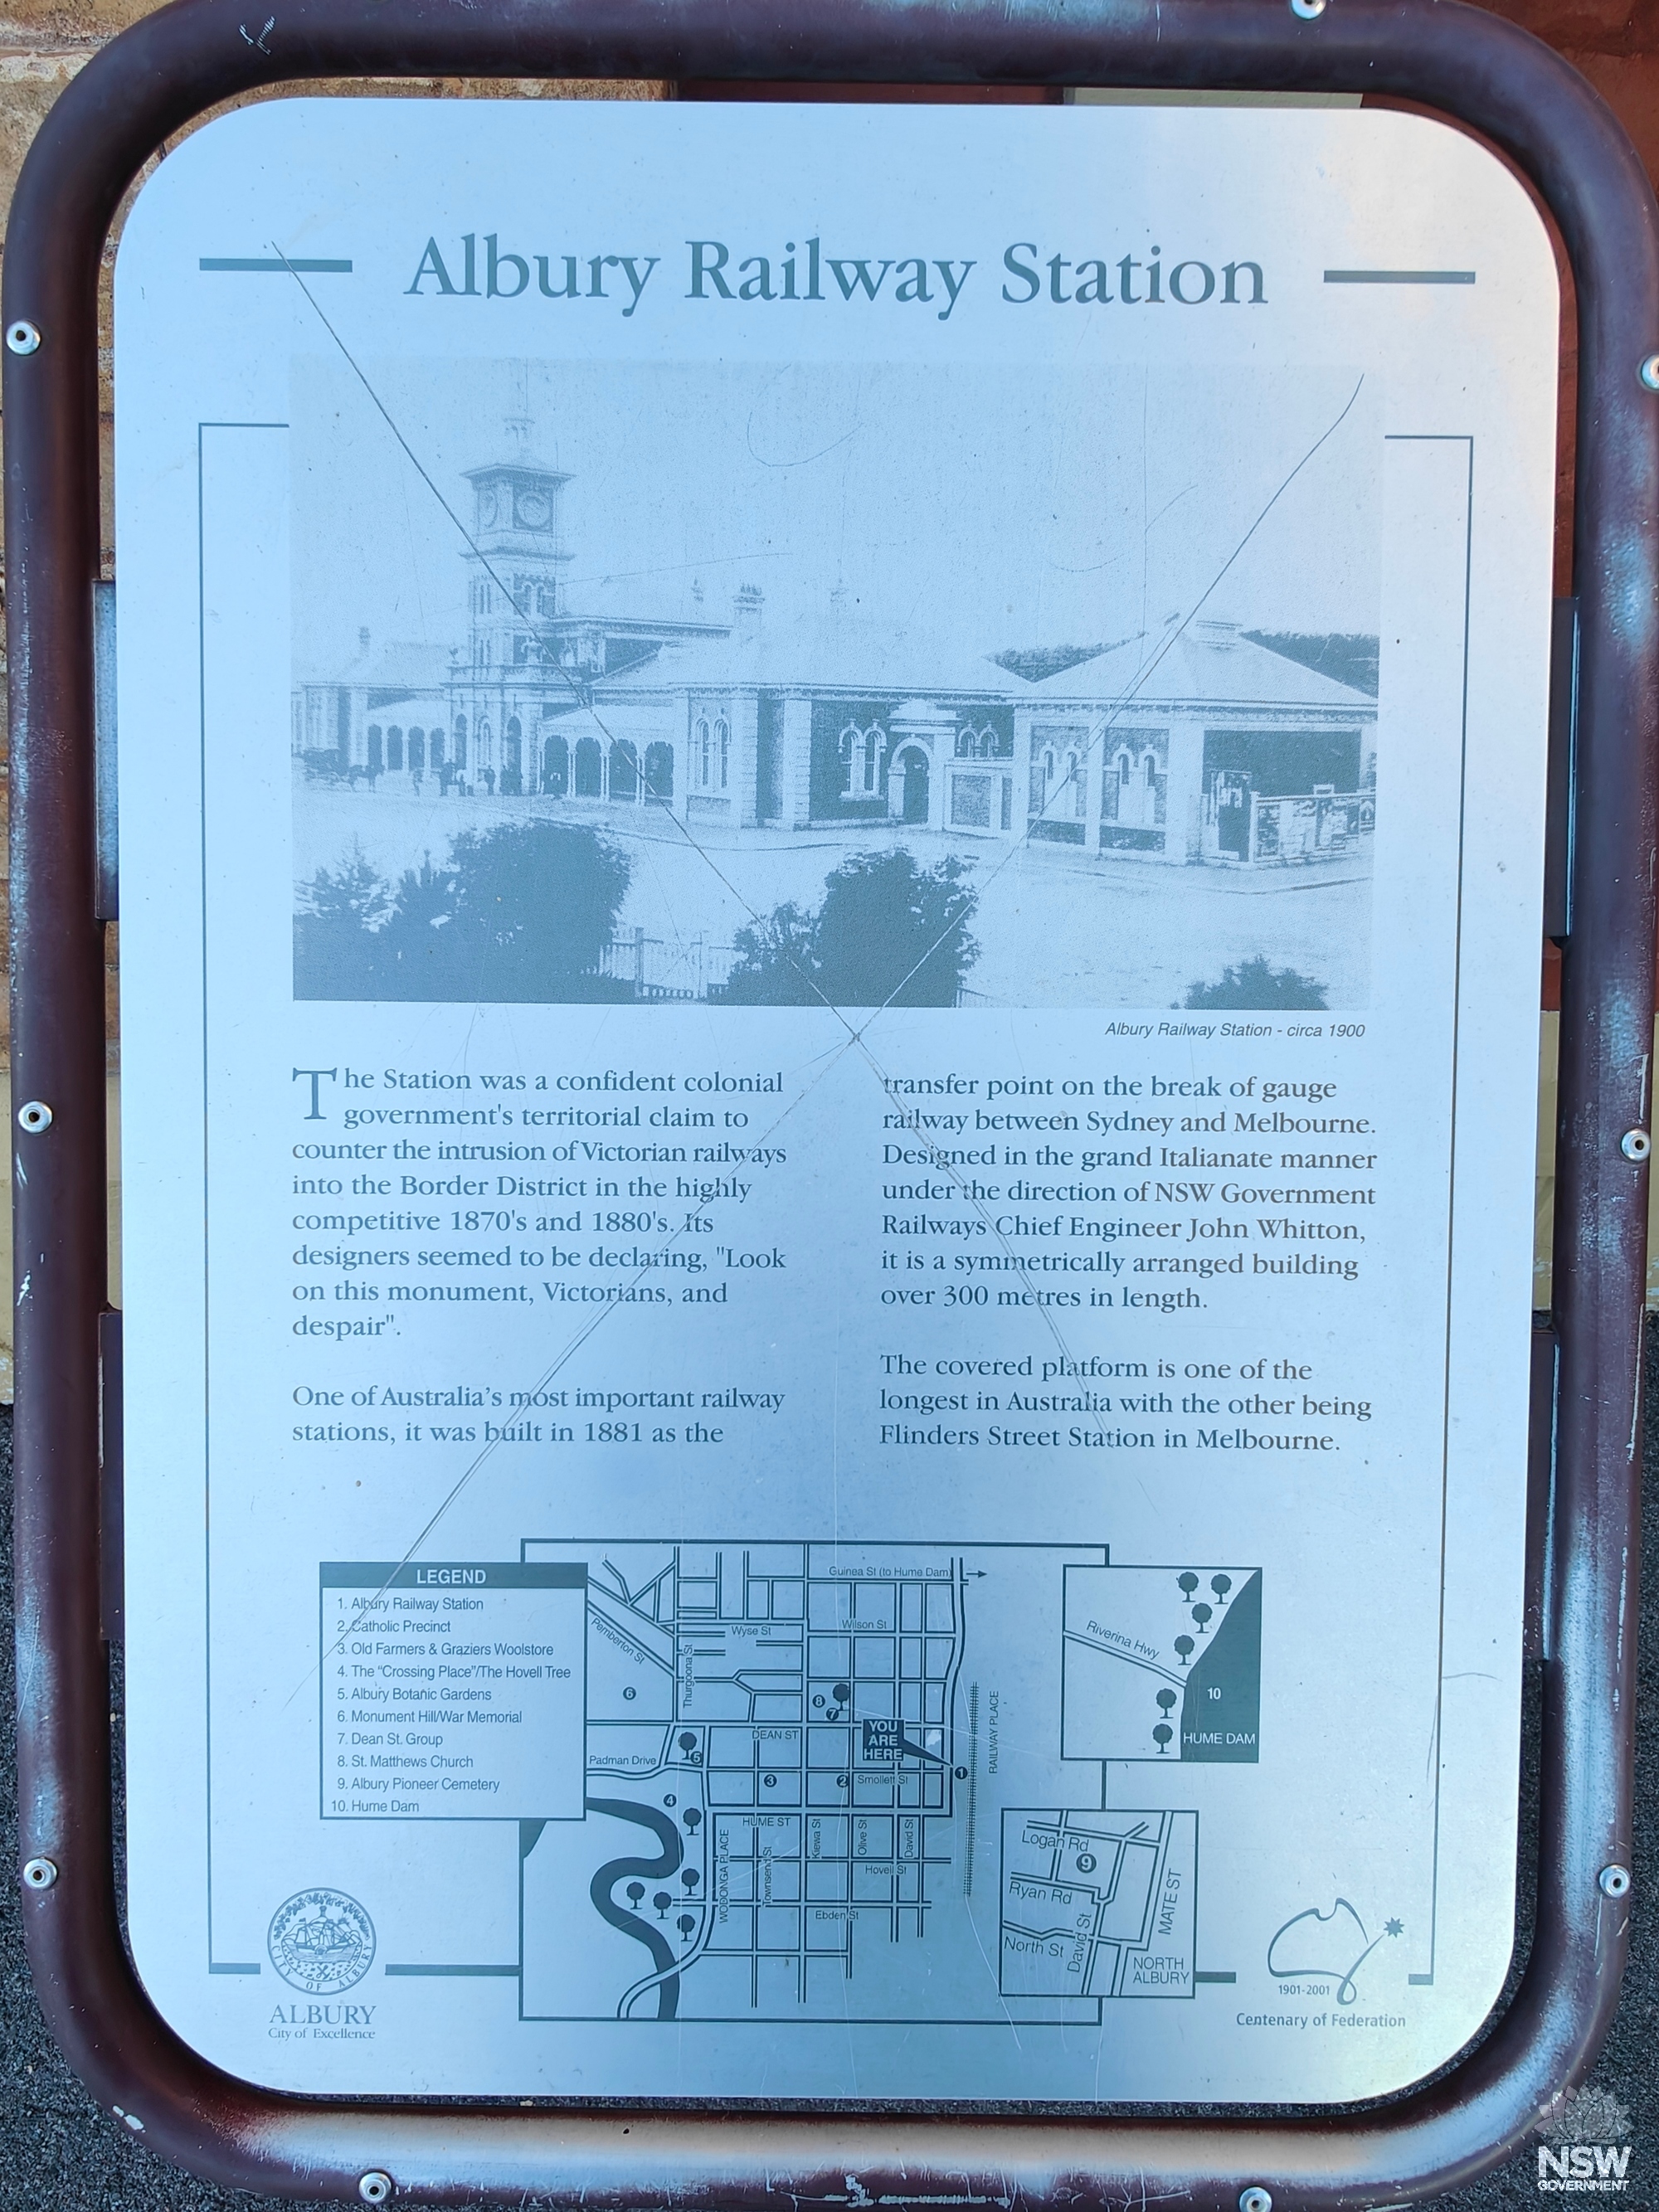 Albury Railway Station
Albury Railway Station - circa 1900
The Station was a confident colonial
government's territorial claim to
counter the intrusion of Victorian railways
into the Border District in the highly
competitive 1870's and 1880's. Its
designers seemed to be declaring, "Look
on this monument, Victorians, and
despair".
One of Australia's most important railway
stations, it was built in 1881 as the
transfer point on the break of gauge
railway between Sydney and Melbourne.
Designed in the grand Italianate manner
under the direction of NSW Government
Railways Chief Engineer John Whitton,
it is a symmetrically arranged building
over 300 metres in length.
The covered platform is one of the
longest in Australia with the other being
Flinders Street Station in Melbourne.
LEGEND
1. Albury Railway Station
2. Catholic Precinct
3. Old Farmers & Graziers Woolstore
4. The “Crossing Place”/The Hovell Tree
5. Albury Botanic Gardens
6. Monument Hill/War Memorial
7. Dean St. Group
8. St. Matthews Church
9. Albury Pioneer Cemetery
10. Hume Dam
Guinea St (to Hume Dam)
Pemberton St
Wyse St
Wilson St
Thurgoona St
6
8
7
DEAN ST
YOU
ARE
HERE
RAILWAY PLACE
Padman Drive
5
3
2
Smollett St
1
4
HUME ST
Kiewa St
Olive St
David St
WODONGA PLACE
Townsend St
Hovell St
Ebden St
Riverina Hwy
10
HUME DAM
Logan Rd
9
Ryan Rd
MATE ST
North St
David St
NORTH
ALBURY
CITY OF ALBURY
ALBURY
City of Excellence
1901-2001
Centenary of Federation
NSW
GOVERNMENT